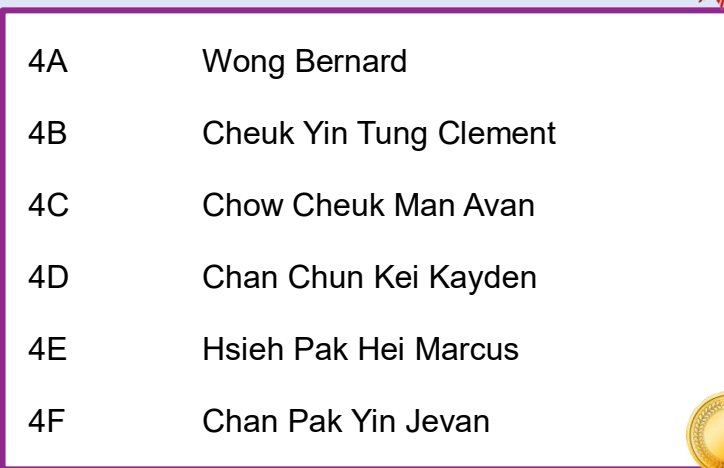 4A Wong Bernard
4B Cheuk Yin Tung Clement
4C Chow Cheuk Man Avan
4D Chan Chun Kei Kayden
4E Hsieh Pak Hei Marcus
4F Chan Pak Yin Jevan